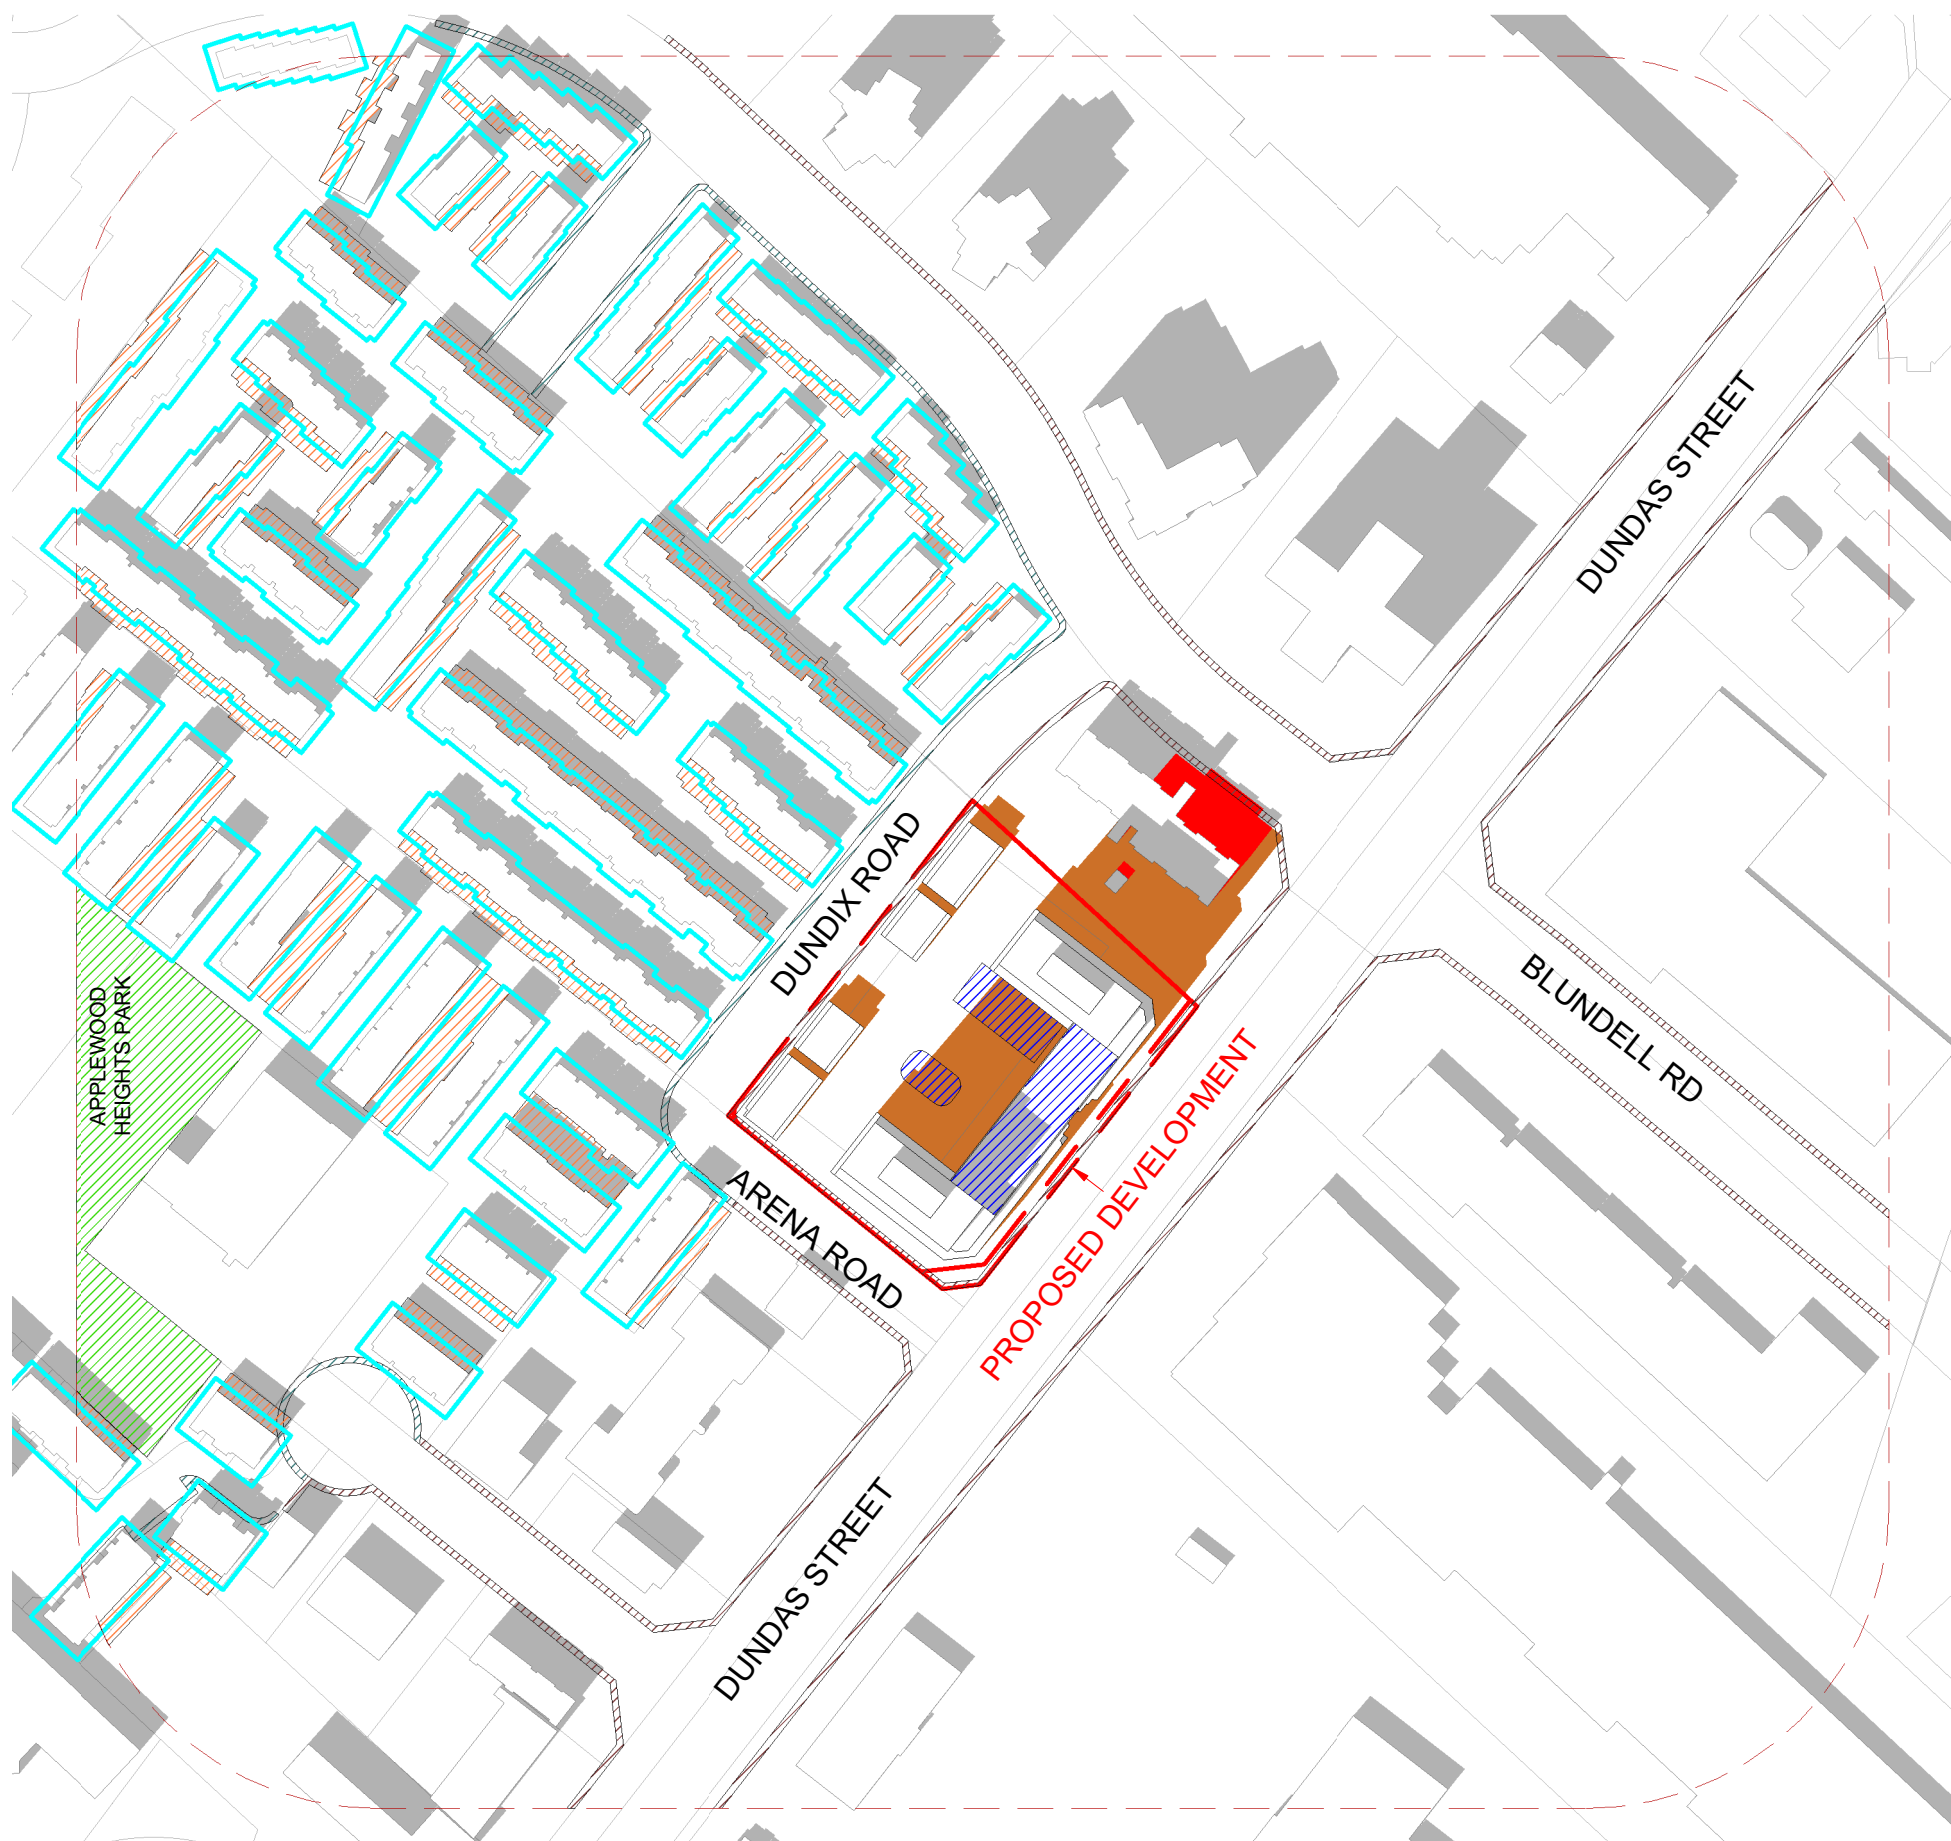 DUNDAS STREET
DUNDIX ROAD
BLUNDELL RD
APPLEWOOD
HEIGHTS PARK
PROPOSED DEVELOPMENT
ARENA ROAD
DUNDAS STREET